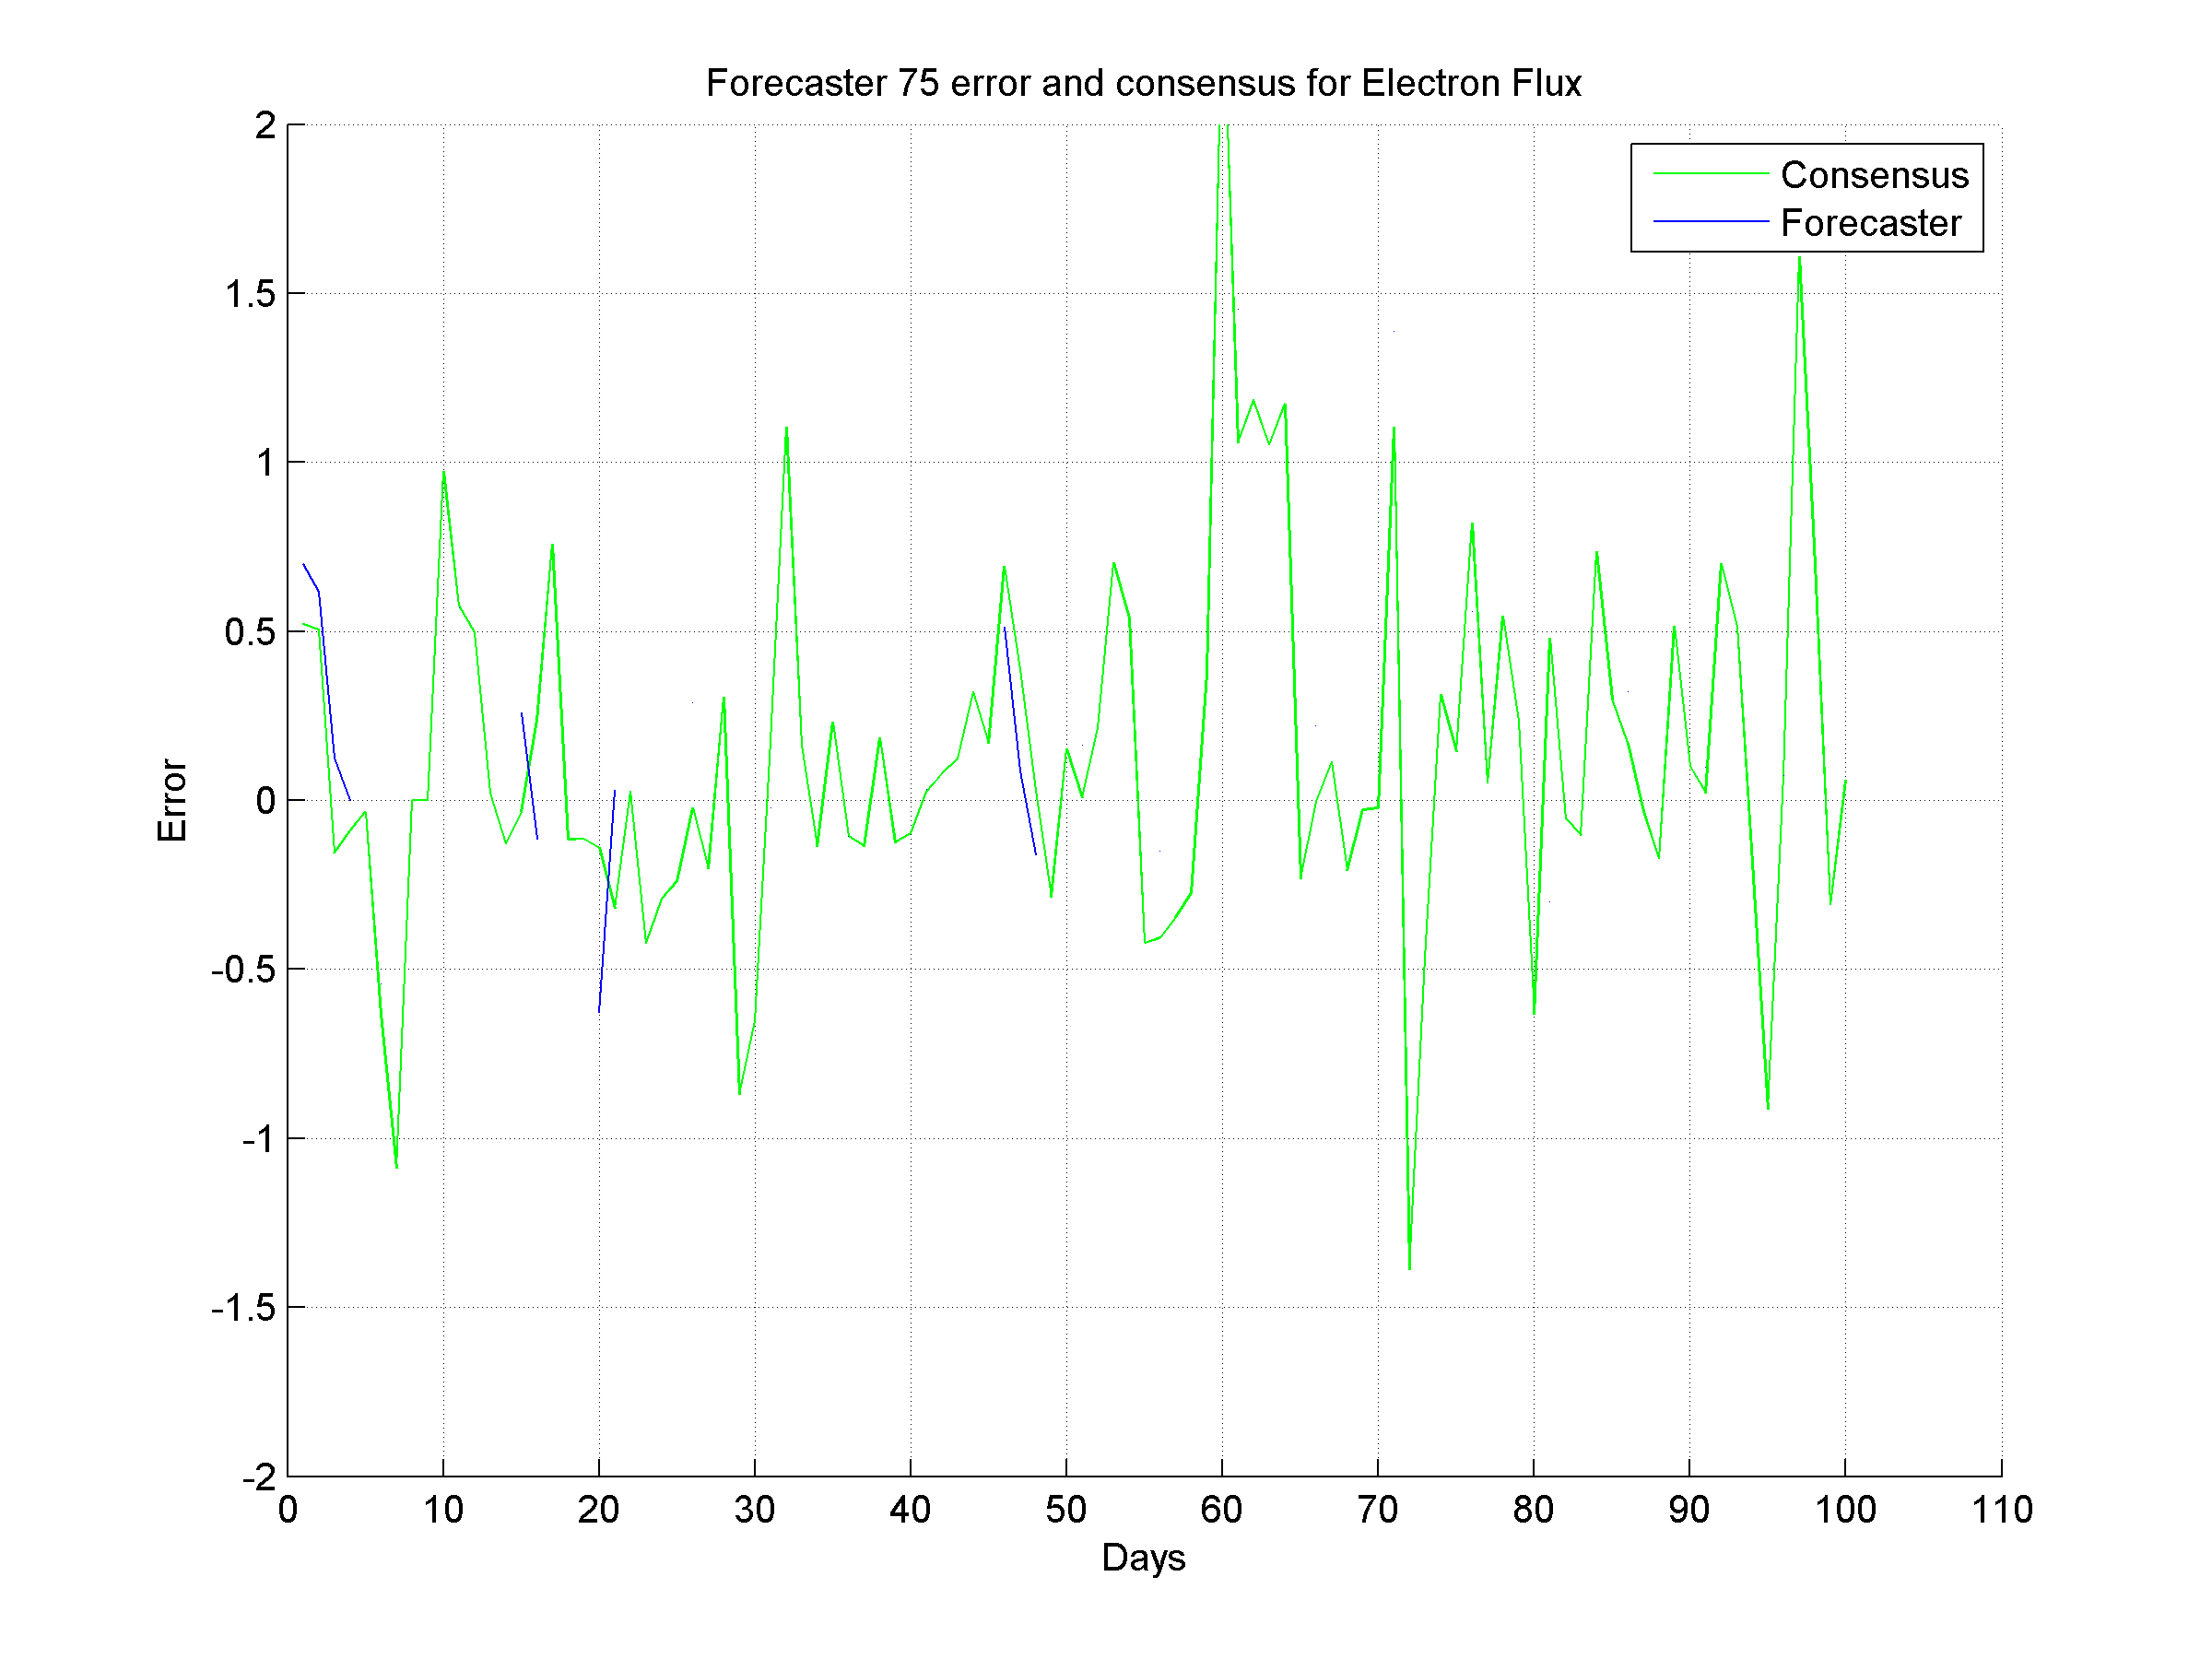 Forecaster 75 error and consensus for Electron Flux
2
Consensus
Forecaster
1.5
1
0.5
0
-0.5
-1
-1.5
-2
Error
0 10 20 30 40 50 60 70 80 90 100 110
Days